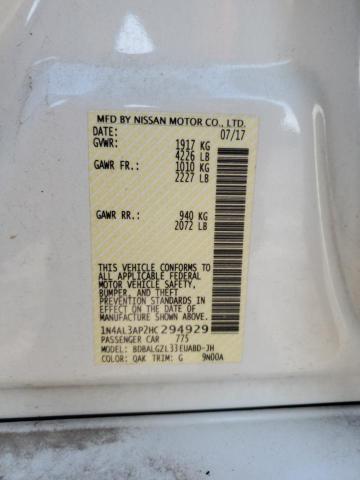 MFD BY NISSAN MOTOR CO., LTD.
DATE: 07/17
GVWR: 1917 KG
4226 LB
GAWR FR: 1010 KG
2227 LB
GAWR RR: 940 KG
2072 LB
THIS VEHICLE CONFORMS TO ALL
APPLICABLE FEDERAL
MOTOR VEHICLE SAFETY,
BUMPER, AND THEFT
PREVENTION STANDARDS
IN EFFECT ON THE DATE OF
MANUFACTURE SHOWN ABOVE.
1N4AL3AP2HC294929
PASSENGER CAR 775
MODEL: BDBALGZL33EUABD-JH
COLOR: QAK TRIM: G 9N00A